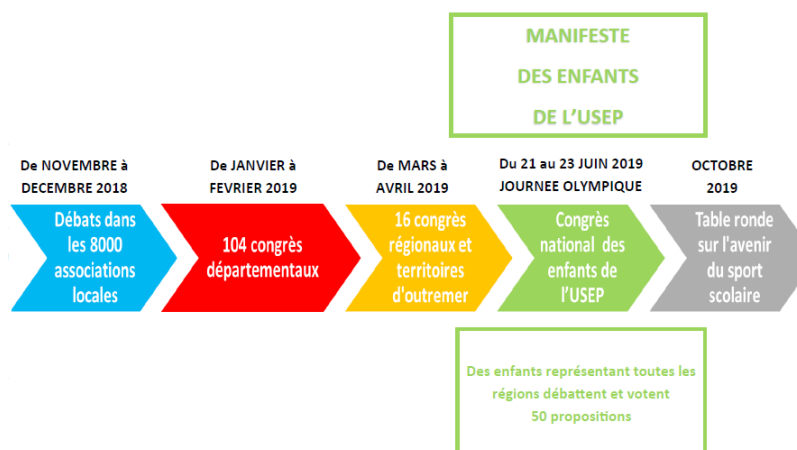 MANIFESTE
DES ENFANTS
DE L'USEP
De NOVEMBRE à
DECEMBRE 2018
De JANVIER à
FEVRIER 2019
De MARS à
AVRIL 2019
Du 21 au 23 JUIN 2019
JOURNEE OLYMPIQUE
OCTOBRE
2019
Débats dans
les 8000
associations
locales
104 congrès
départementaux
16 congrès
régionaux et
territoires
d'outremer
Congrès
national des
enfants de
l'USEP
Table ronde
sur l'avenir
du sport
scolaire
Des enfants représentant toutes les
régions débattent et votent
50 propositions